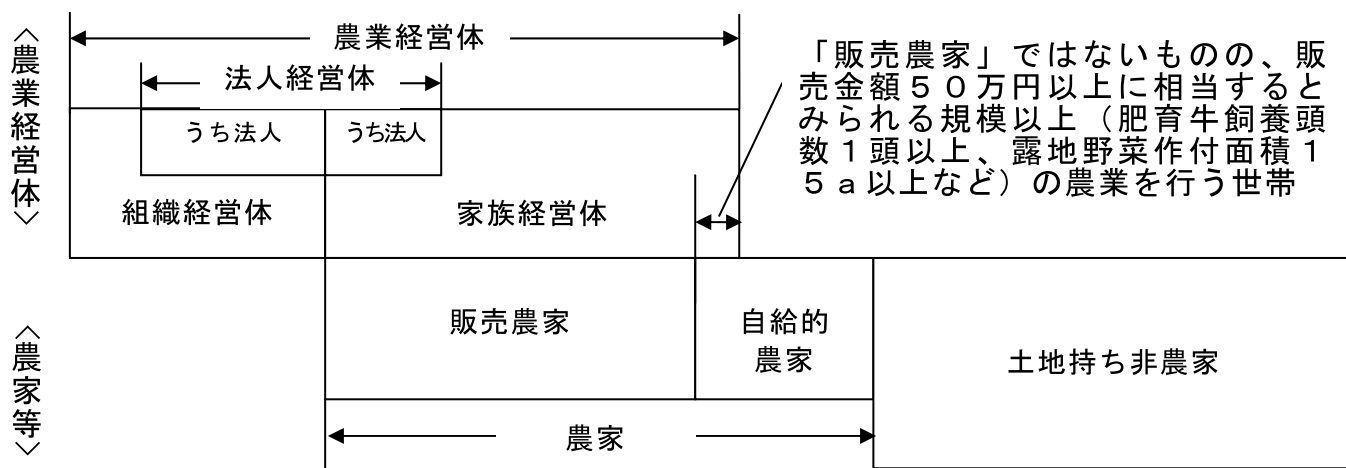 〈農業経営体〉
農業経営体
法人経営体
うち法人
うち法人
組織経営体
家族経営体
「販売農家」ではないものの、販
売金額５０万円以上に相当すると
みられる規模以上（肥育牛飼養頭
数１頭以上、露地野菜作付面積１
５ａ以上など）の農業を行う世帯
〈農家等〉
販売農家
自給的
農家
土地持ち非農家
農家